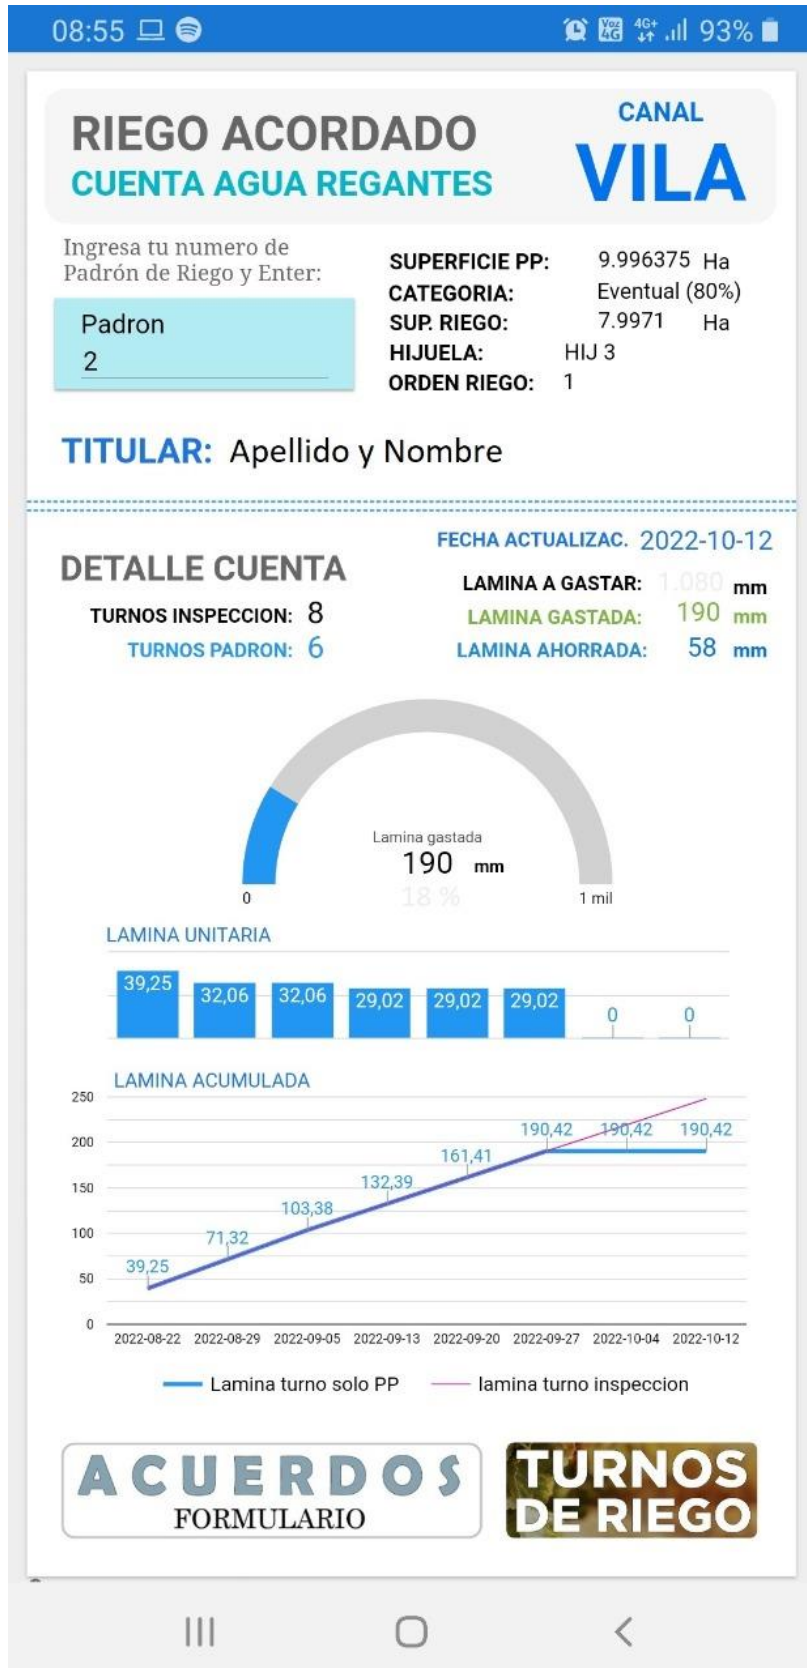 08:55 Voz 4G 4G+ 93%
RIEGO ACORDADO
CUENTA AGUA REGANTES
CANAL
VILA
Ingresa tu numero de
Padrón de Riego y Enter:
Padron
2
SUPERFICIE PP: 9.996375 Ha
CATEGORIA: Eventual (80%)
SUP. RIEGO: 7.9971 Ha
HIJUELA: HIJ 3
ORDEN RIEGO: 1
TITULAR: Apellido y Nombre
DETALLE CUENTA
TURNOS INSPECCION: 8
TURNOS PADRON: 6
FECHA ACTUALIZAC. 2022-10-12
LAMINA A GASTAR: 1.080 mm
LAMINA GASTADA: 190 mm
LAMINA AHORRADA: 58 mm
Lamina gastada
190 mm
18 %
0 1 mil
LAMINA UNITARIA
39,25 32,06 32,06 29,02 29,02 29,02 0 0
LAMINA ACUMULADA
250
200
150
100
50
0
39,25 71,32 103,38 132,39 161,41 190,42 190,42 190,42
2022-08-22 2022-08-29 2022-09-05 2022-09-13 2022-09-20 2022-09-27 2022-10-04 2022-10-12
Lamina turno solo PP lamina turno inspeccion
ACUERDOS
FORMULARIO
TURNOS
DE RIEGO